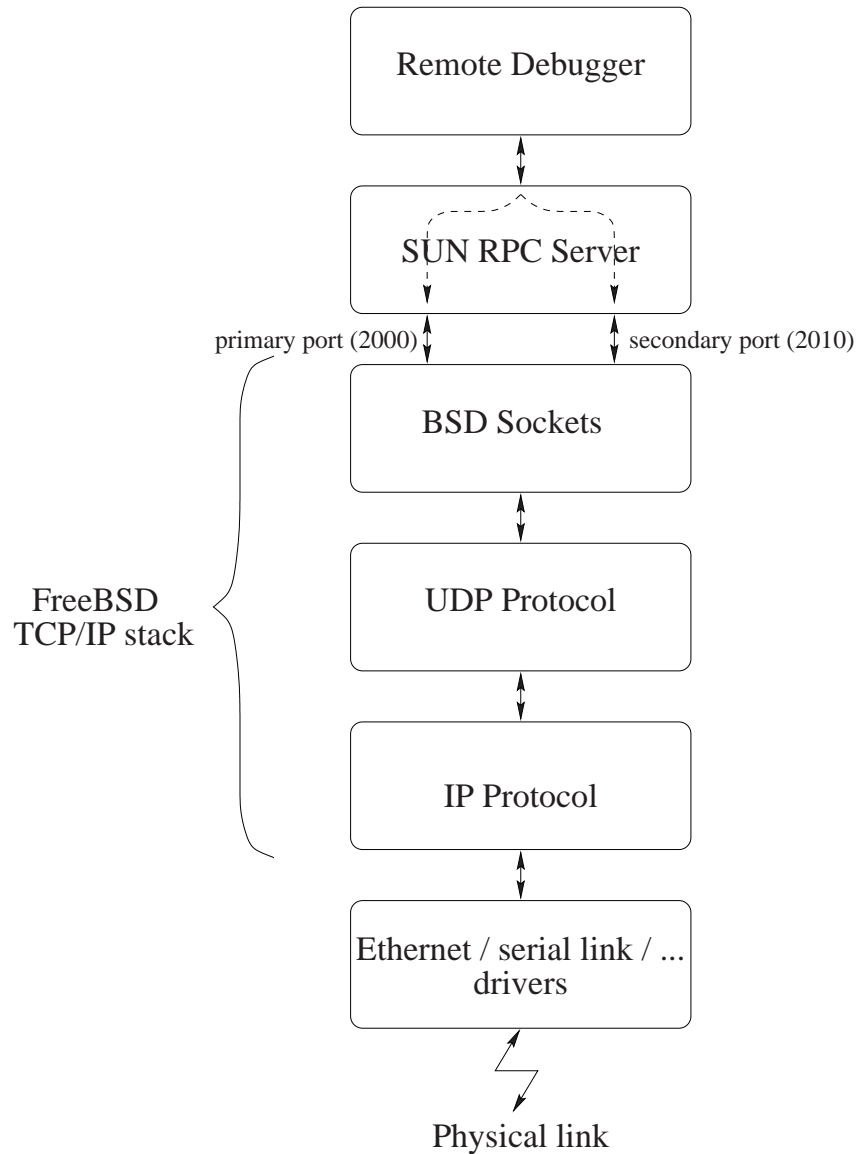 Remote Debugger
SUN RPC Server
primary port (2000)
secondary port (2010)
BSD Sockets
UDP Protocol
FreeBSD
TCP/IP stack
IP Protocol
Ethernet / serial link / ...
drivers
Physical link